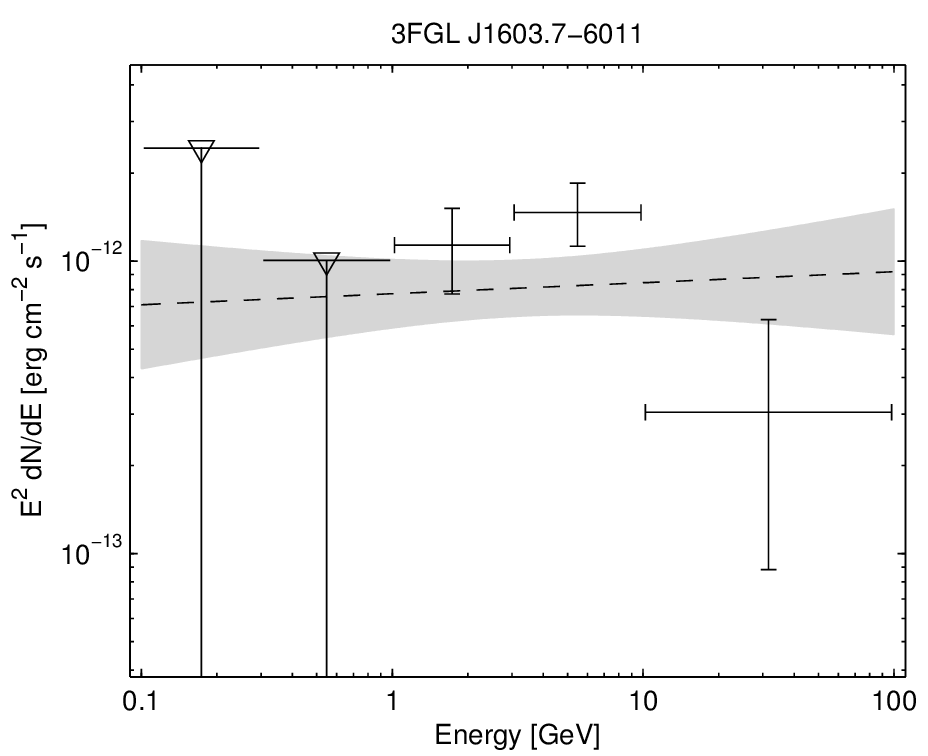 3FGL J1603.7−6011
E² dN/dE [erg cm⁻² s⁻¹]
10⁻¹²
10⁻¹³
0.1 1 10 100
Energy [GeV]